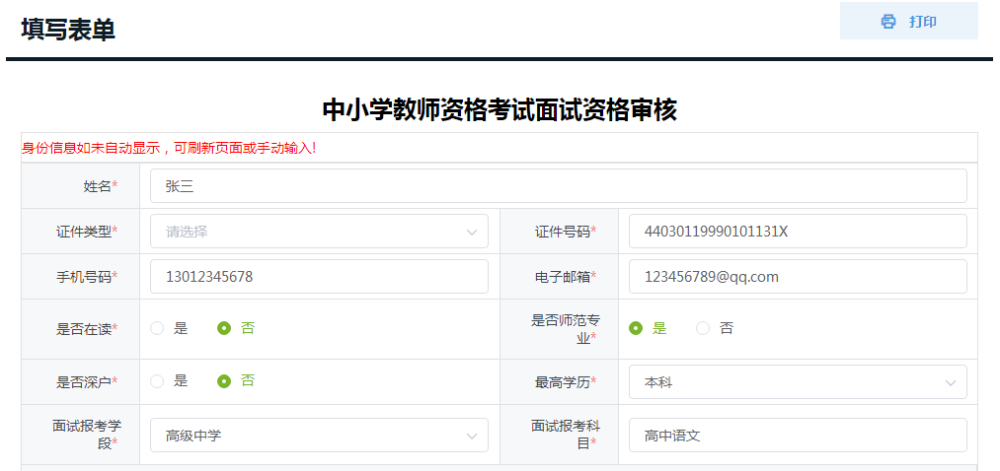 填写表单
打印
中小学教师资格考试面试资格审核
身份信息如未自动显示，可刷新页面或手动输入!
姓名* 张三
证件类型* 请选择 证件号码* 44030119990101131X
手机号码* 13012345678 电子邮箱* 123456789@qq.com
是否在读* 是 否 是否师范专
业* 是 否
是否深户* 是 否 最高学历* 本科
面试报考学
段* 高级中学 面试报考科
目* 高中语文